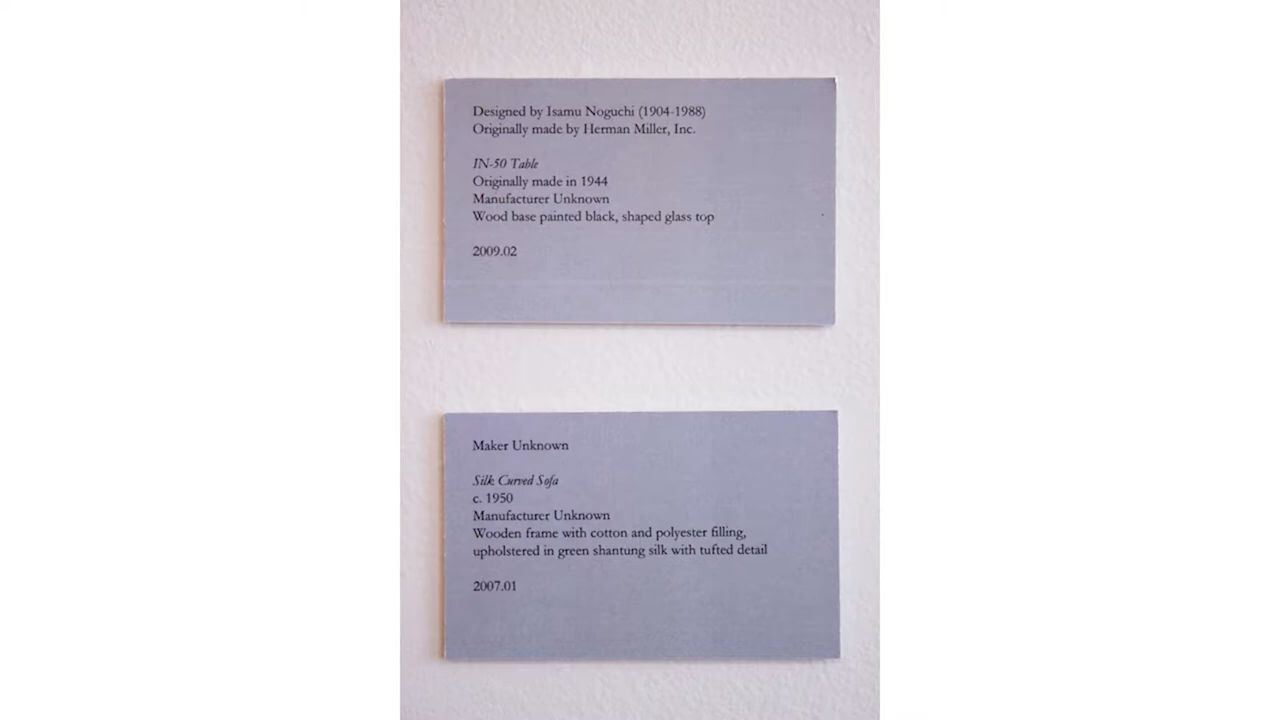 Designed by Isamu Noguchi (1904-1988)
Originally made by Herman Miller, Inc.
IN-50 Table
Originally made in 1944
Manufacturer Unknown
Wood base painted black, shaped glass top
2009.02
Maker Unknown
Silk Curved Sofa
c. 1950
Manufacturer Unknown
Wooden frame with cotton and polyester filling,
upholstered in green shantung silk with tufted detail
2007.01